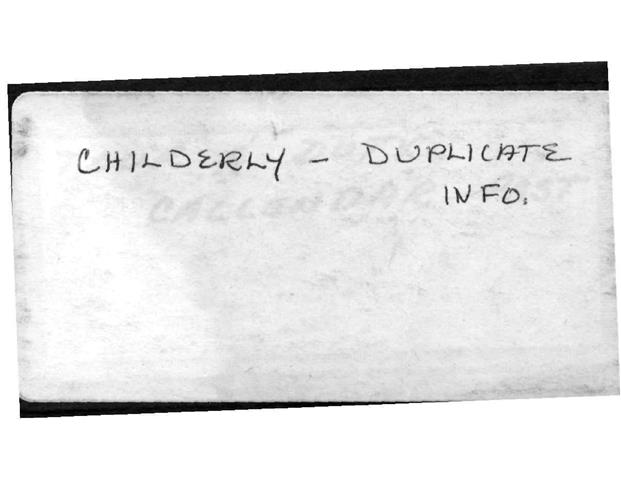 CHILDERLY - DUPLICATE
INFO.